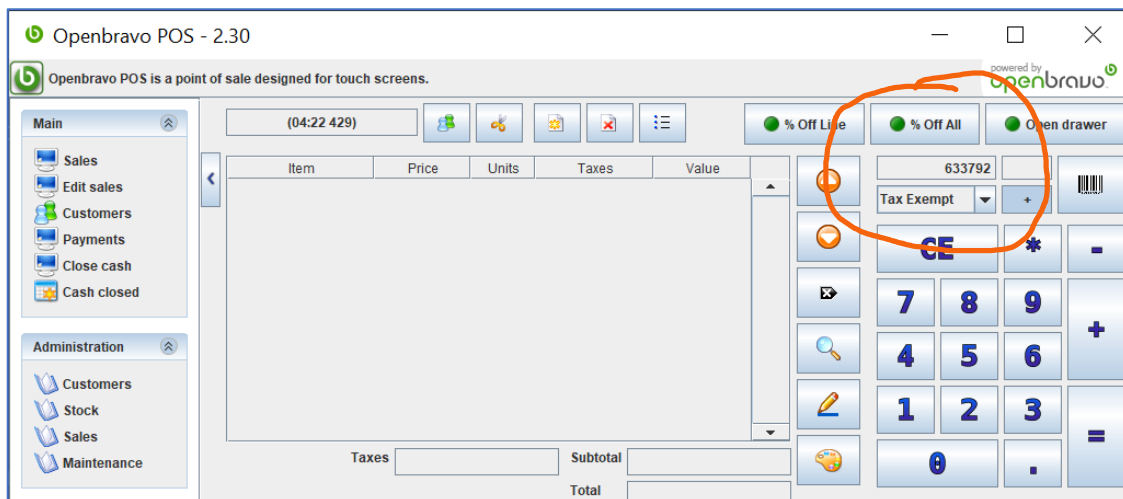 Openbravo POS - 2.30
Openbravo POS is a point of sale designed for touch screens.
powered by
openbravo
Main
Sales
Edit sales
Customers
Payments
Close cash
Cash closed
Administration
Customers
Stock
Sales
Maintenance
(04:22 429)
% Off Line
% Off All
Open drawer
Item Price Units Taxes Value
633792
Tax Exempt
+
CE * -
7 8 9 +
4 5 6
1 2 3 =
0 .
Taxes
Subtotal
Total